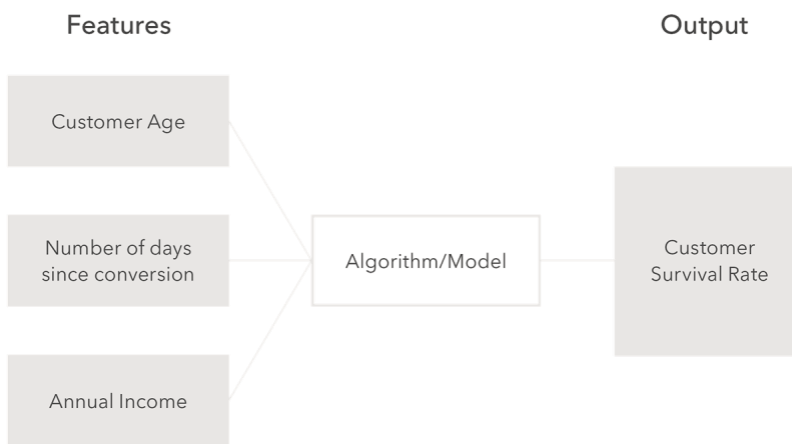 Features
Output
Customer Age
Number of days
since conversion
Algorithm/Model
Customer
Survival Rate
Annual Income